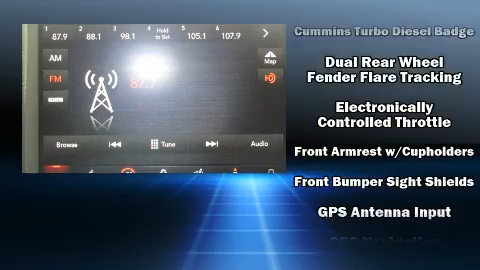 1 2 3 4 5 6
87.9 88.1 98.1 Hold to Set 105.1 107.9
AM
FM
Map
Browse Tune Audio
Cummins Turbo Diesel Badge
Dual Rear Wheel
Fender Flare Tracking
Electronically
Controlled Throttle
Front Armrest w/Cupholders
Front Bumper Sight Shields
GPS Antenna Input